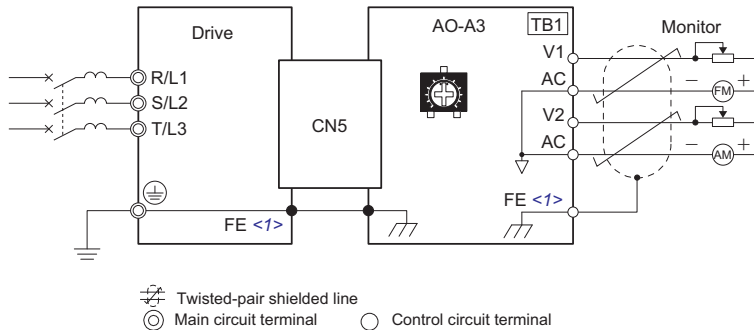 Drive
AO-A3
TB1
Monitor
V1
R/L1
AC
− FM +
S/L2
V2
CN5
T/L3
AC
− AM +
FE <1>
FE <1>
Twisted-pair shielded line
Main circuit terminal
Control circuit terminal